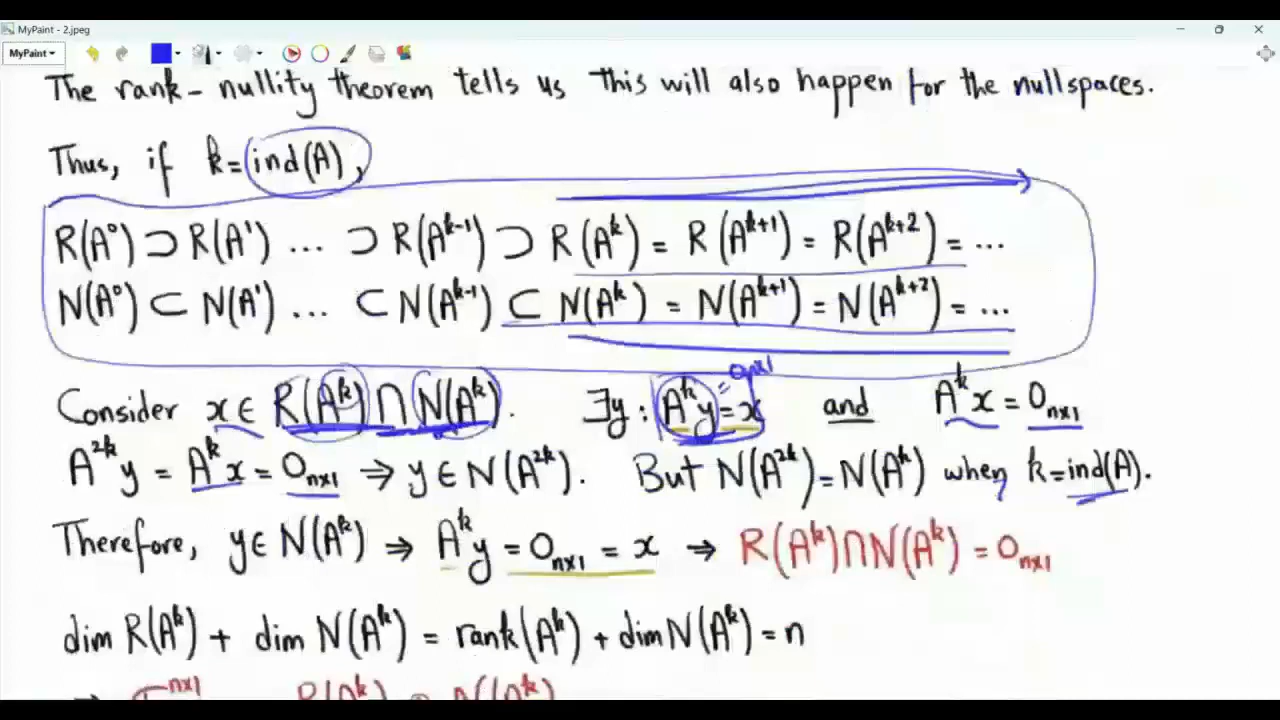 MyPaint - 2.jpeg
MyPaint
The rank-nullity theorem tells us this will also happen for the nullspaces.
Thus, if k = ind(A),
R(A⁰) ⊃ R(A¹) ... ⊃ R(Aᵏ⁻¹) ⊃ R(Aᵏ) = R(Aᵏ⁺¹) = R(Aᵏ⁺²) = ...
N(A⁰) ⊂ N(A¹) ... ⊂ N(Aᵏ⁻¹) ⊂ N(Aᵏ) = N(Aᵏ⁺¹) = N(Aᵏ⁺²) = ...
= 0nx1
Consider x ∈ R(Aᵏ) ∩ N(Aᵏ). ∃y : Aᵏy = x and Aᵏx = 0nx1
A²ᵏy = Aᵏx = 0nx1 ⇒ y ∈ N(A²ᵏ). But N(A²ᵏ) = N(Aᵏ) when k = ind(A).
Therefore, y ∈ N(Aᵏ) ⇒ Aᵏy = 0nx1 = x ⇒ R(Aᵏ) ∩ N(Aᵏ) = 0nx1
dim R(Aᵏ) + dim N(Aᵏ) = rank(Aᵏ) + dim N(Aᵏ) = n